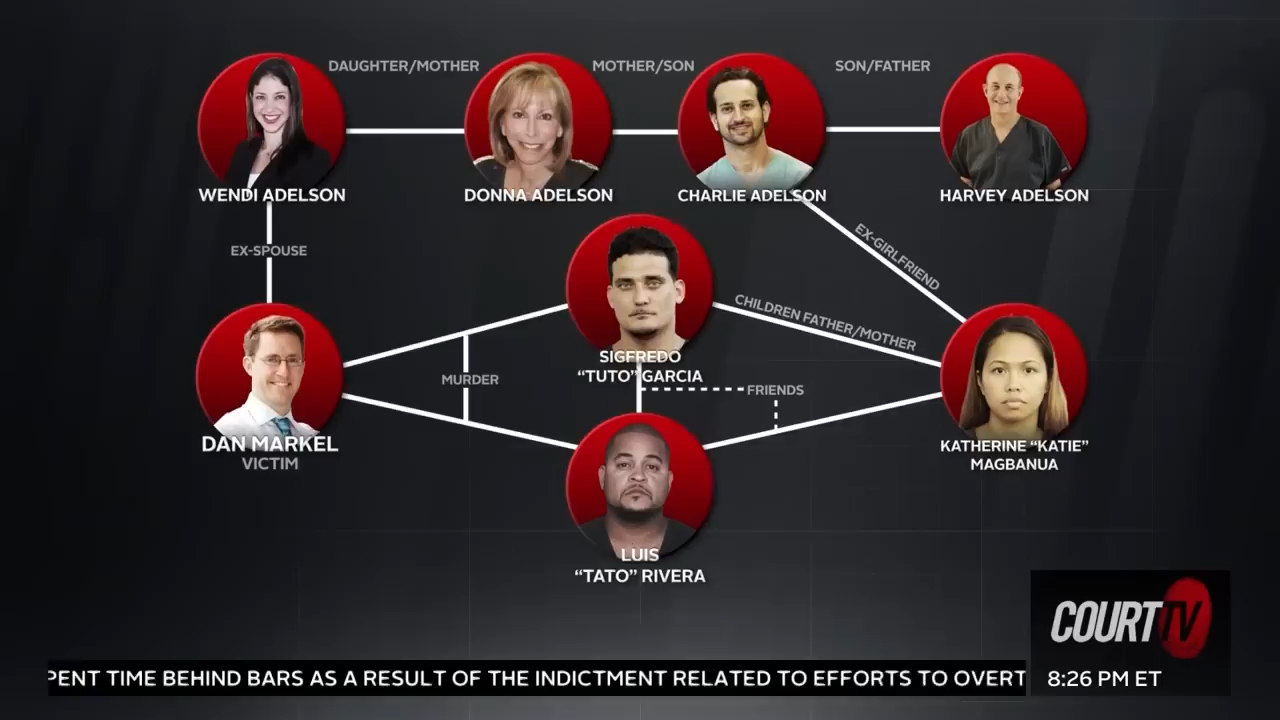 DAUGHTER/MOTHER
MOTHER/SON
SON/FATHER
WENDI ADELSON
DONNA ADELSON
CHARLIE ADELSON
HARVEY ADELSON
EX-SPOUSE
EX-GIRLFRIEND
CHILDREN FATHER/MOTHER
SIGFREDO
“TUTO” GARCIA
MURDER
FRIENDS
DAN MARKEL
VICTIM
KATHERINE “KATIE”
MAGBANUA
LUIS
“TATO” RIVERA
COURT TV
PENT TIME BEHIND BARS AS A RESULT OF THE INDICTMENT RELATED TO EFFORTS TO OVERT
8:26 PM ET